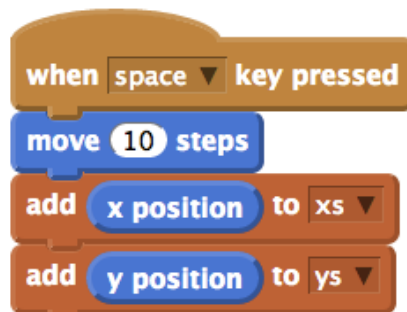 when space key pressed
move 10 steps
add x position to xs
add y position to ys